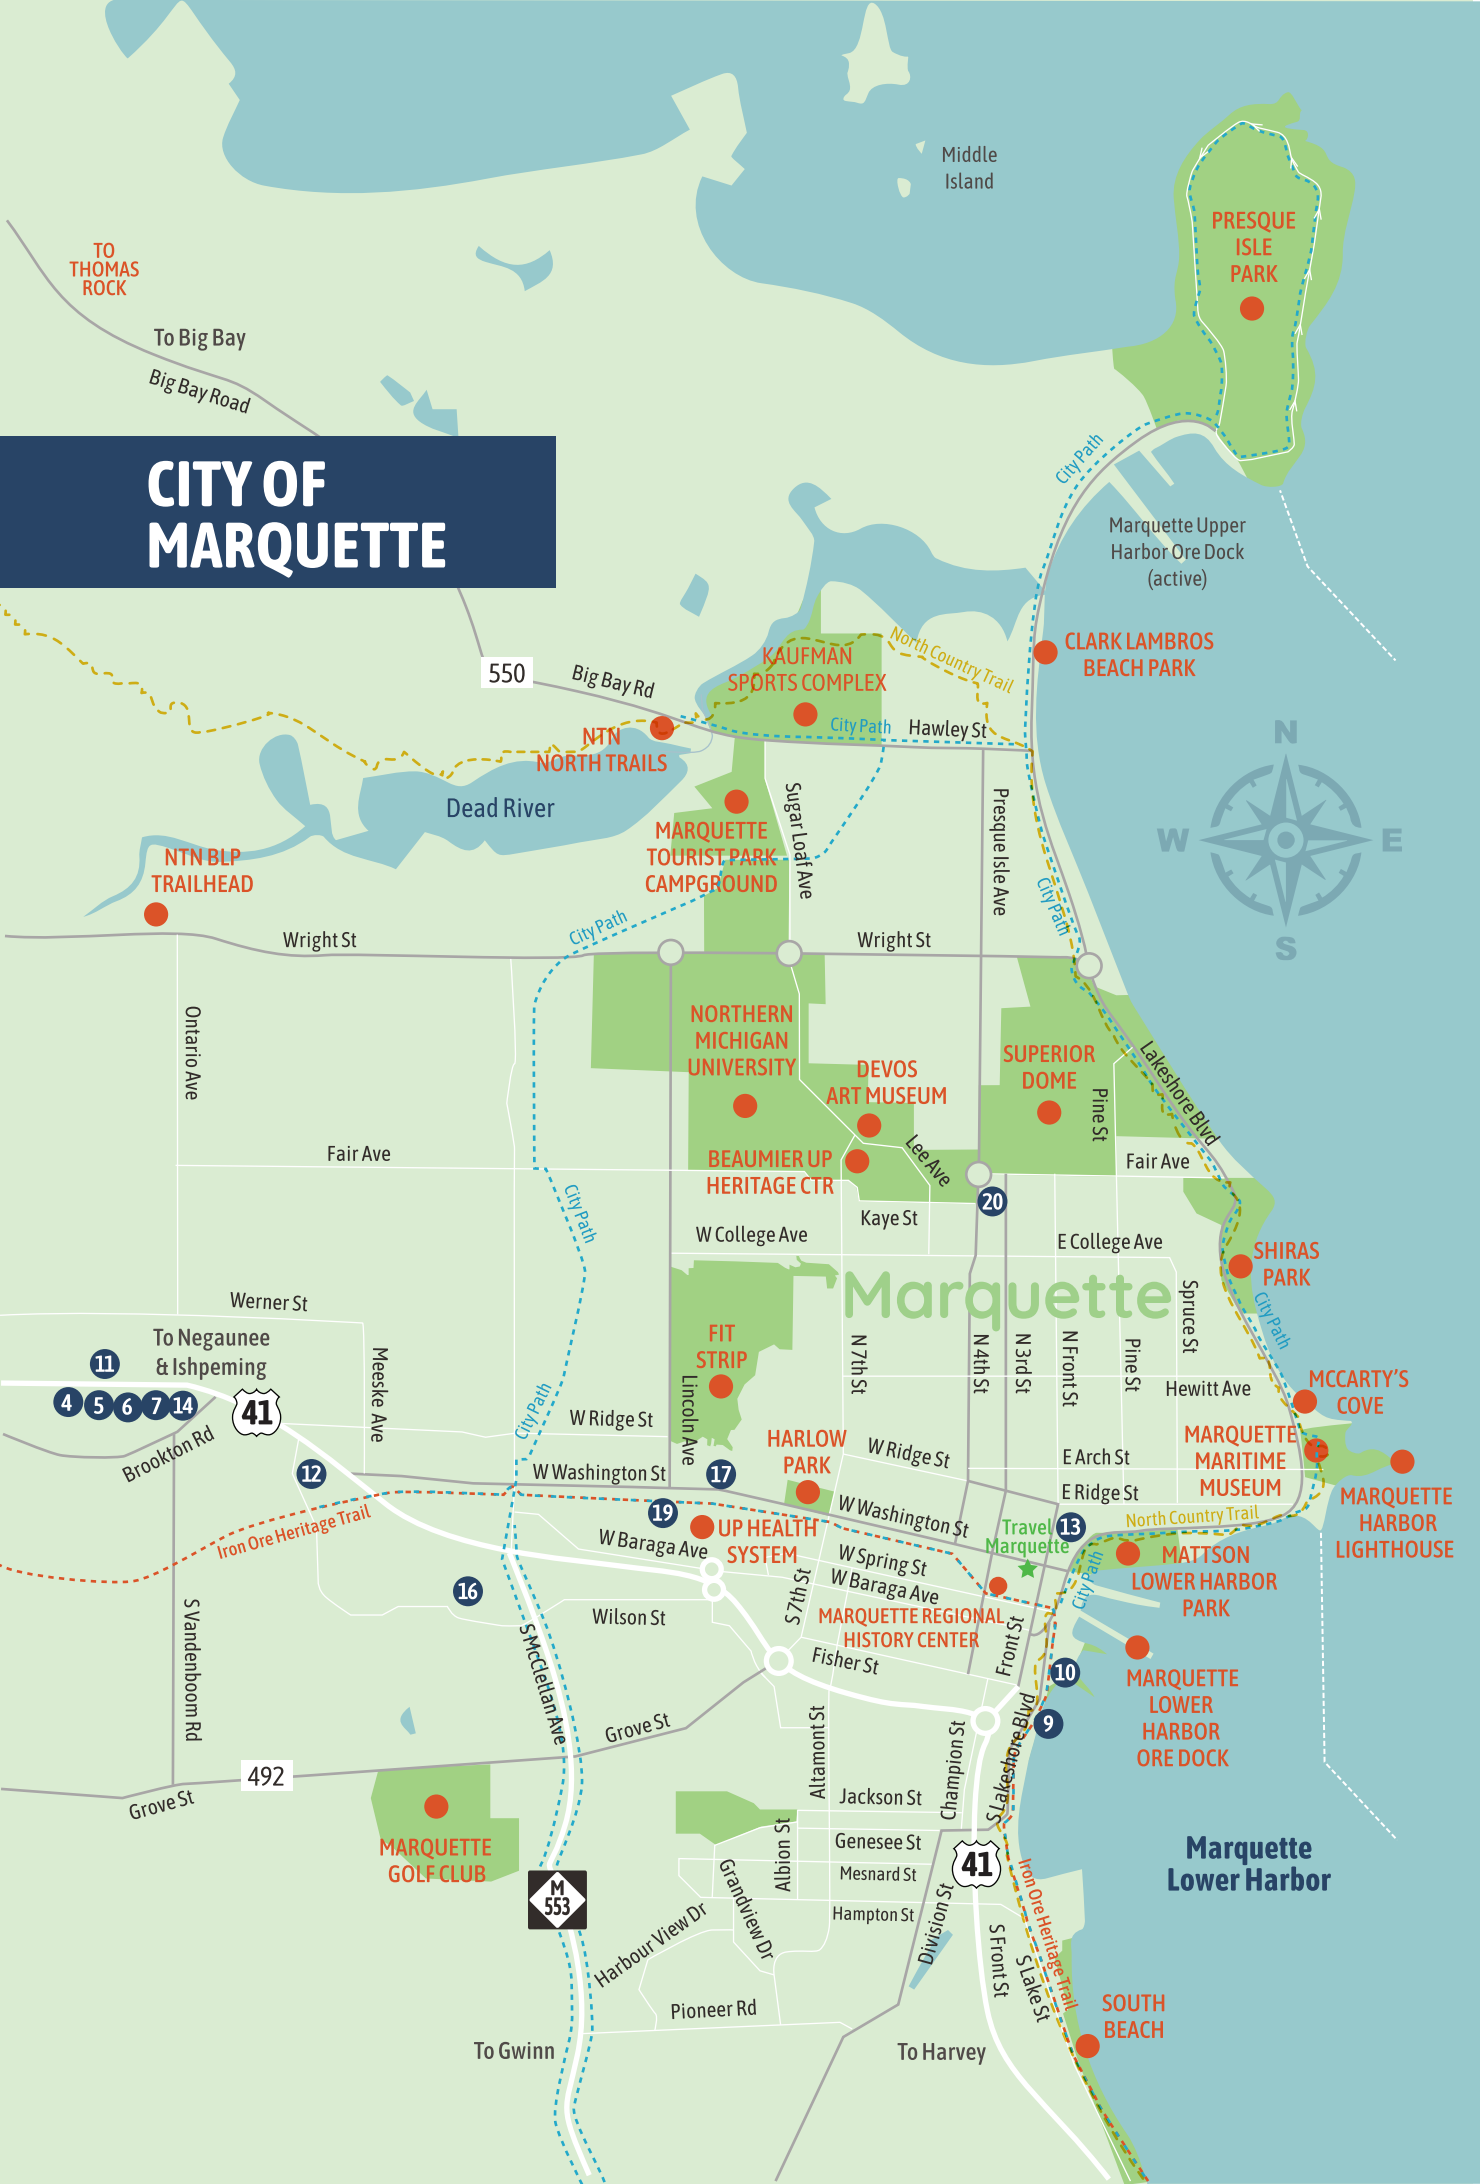 Middle
Island
PRESQUE
ISLE
PARK
TO
THOMAS
ROCK
To Big Bay
Big Bay Road
CITY OF
MARQUETTE
City Path
Marquette Upper
Harbor Ore Dock
(active)
North Country Trail
CLARK LAMBROS
BEACH PARK
KAUFMAN
SPORTS COMPLEX
550
Big Bay Rd
City Path
Hawley St
NTN
NORTH TRAILS
N
W
E
S
Dead River
Sugar Loaf Ave
Presque Isle Ave
MARQUETTE
TOURIST PARK
CAMPGROUND
NTN BLP
TRAILHEAD
City Path
City Path
Wright St
Wright St
Ontario Ave
NORTHERN
MICHIGAN
UNIVERSITY
DEVOS
ART MUSEUM
SUPERIOR
DOME
Pine St
Lakeshore Blvd
Fair Ave
BEAUMIER UP
HERITAGE CTR
Lee Ave
Fair Ave
20
City Path
Kaye St
W College Ave
E College Ave
SHIRAS
PARK
Marquette
City Path
Spruce St
Werner St
To Negaunee
& Ishpeming
11
4
5
6
7
14
41
Brookton Rd
Meeske Ave
FIT
STRIP
Lincoln Ave
N 7th St
N 4th St
N 3rd St
N Front St
Pine St
Hewitt Ave
MCCARTY'S
COVE
City Path
W Ridge St
HARLOW
PARK
W Ridge St
E Arch St
MARQUETTE
MARITIME
MUSEUM
12
W Washington St
17
E Ridge St
MARQUETTE
HARBOR
LIGHTHOUSE
Iron Ore Heritage Trail
19
UP HEALTH
SYSTEM
W Washington St
Travel
Marquette
13
North Country Trail
W Baraga Ave
W Spring St
W Baraga Ave
City Path
MATTSON
LOWER HARBOR
PARK
16
S 7th St
Wilson St
MARQUETTE REGIONAL
HISTORY CENTER
S Vandenboom Rd
S McClellan Ave
Fisher St
Front St
10
MARQUETTE
LOWER
HARBOR
ORE DOCK
Grove St
9
Altamont St
Champion St
S Lakeshore Blvd
492
Grove St
Jackson St
MARQUETTE
GOLF CLUB
Albion St
Genesee St
41
Marquette
Lower Harbor
M
553
Mesnard St
Grandview Dr
Hampton St
Division St
Iron Ore Heritage Trail
Harbour View Dr
S Front St
S Lake St
Pioneer Rd
SOUTH
BEACH
To Gwinn
To Harvey